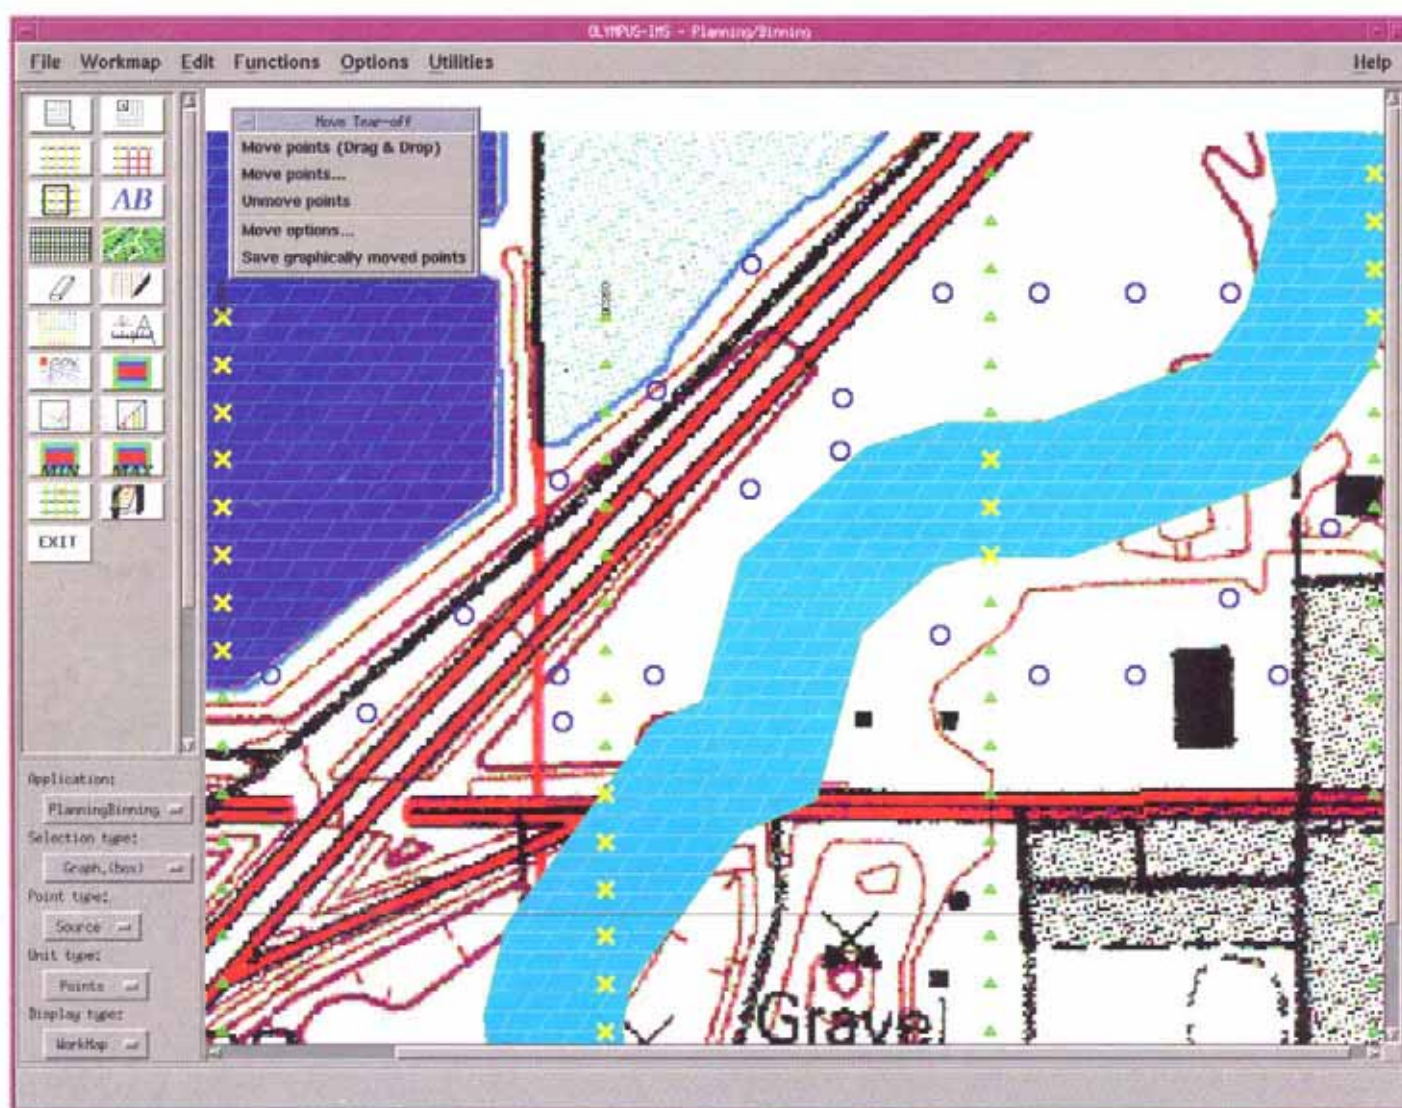 OLYMPUS-IMS - Planning/Binning
File Workmap Edit Functions Options Utilities Help
Move Tear-off
Move points (Drag & Drop)
Move points...
Unmove points
Move options...
Save graphically moved points
AB
MIN MAX
EXIT
Application:
PlanningBinning
Selection type:
Graph.(box)
Point type:
Source
Unit type:
Points
Display type:
WorkMap
Gravel